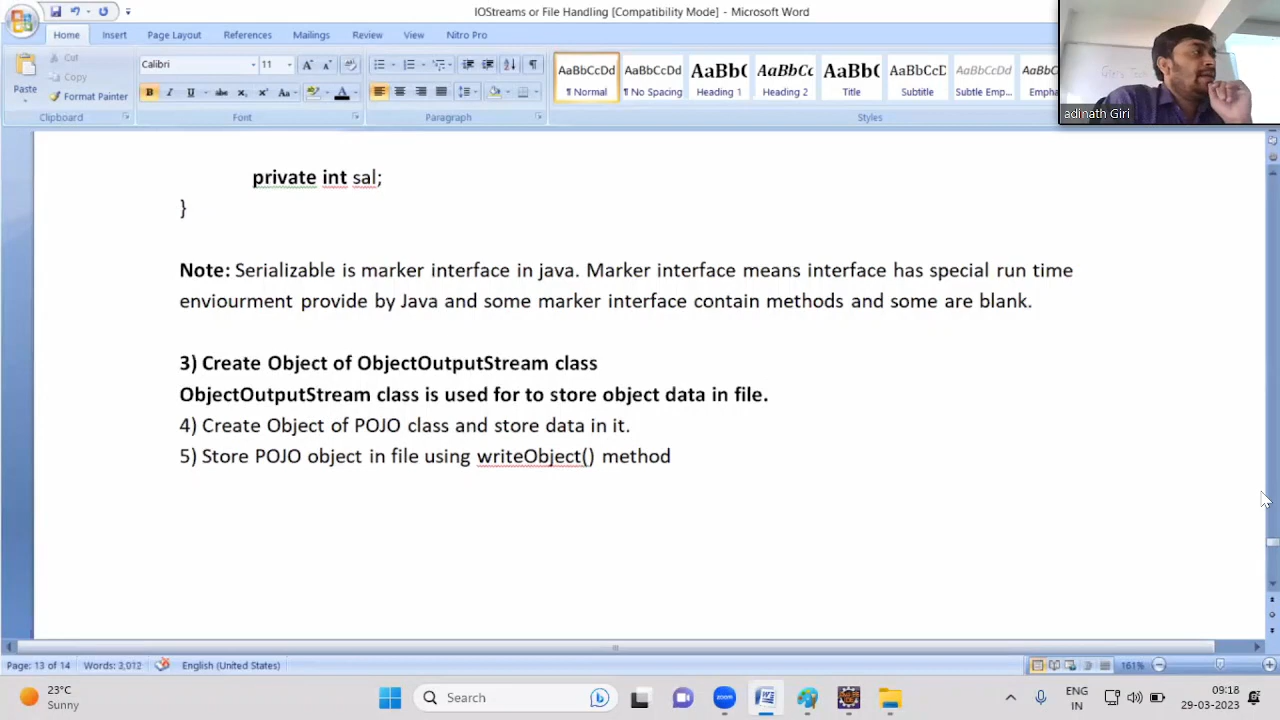 IOStreams or File Handling [Compatibility Mode] - Microsoft Word
Home Insert Page Layout References Mailings Review View Nitro Pro
Paste
Cut
Copy
Format Painter
Clipboard
Calibri 11
Font
Paragraph
AaBbCcDd AaBbCcDd AaBb( AaBbCc AaBb( AaBbCcD AaBbCcDd AaBbC
¶ Normal ¶ No Spacing Heading 1 Heading 2 Title Subtitle Subtle Emp... Empha
Styles
adinath Giri
private int sal;
}
Note: Serializable is marker interface in java. Marker interface means interface has special run time
enviourment provide by Java and some marker interface contain methods and some are blank.
3) Create Object of ObjectOutputStream class
ObjectOutputStream class is used for to store object data in file.
4) Create Object of POJO class and store data in it.
5) Store POJO object in file using writeObject() method
Page: 13 of 14 Words: 3,012 English (United States) 161%
23°C
Sunny
Search
zoom
ENG
IN
09:18
29-03-2023